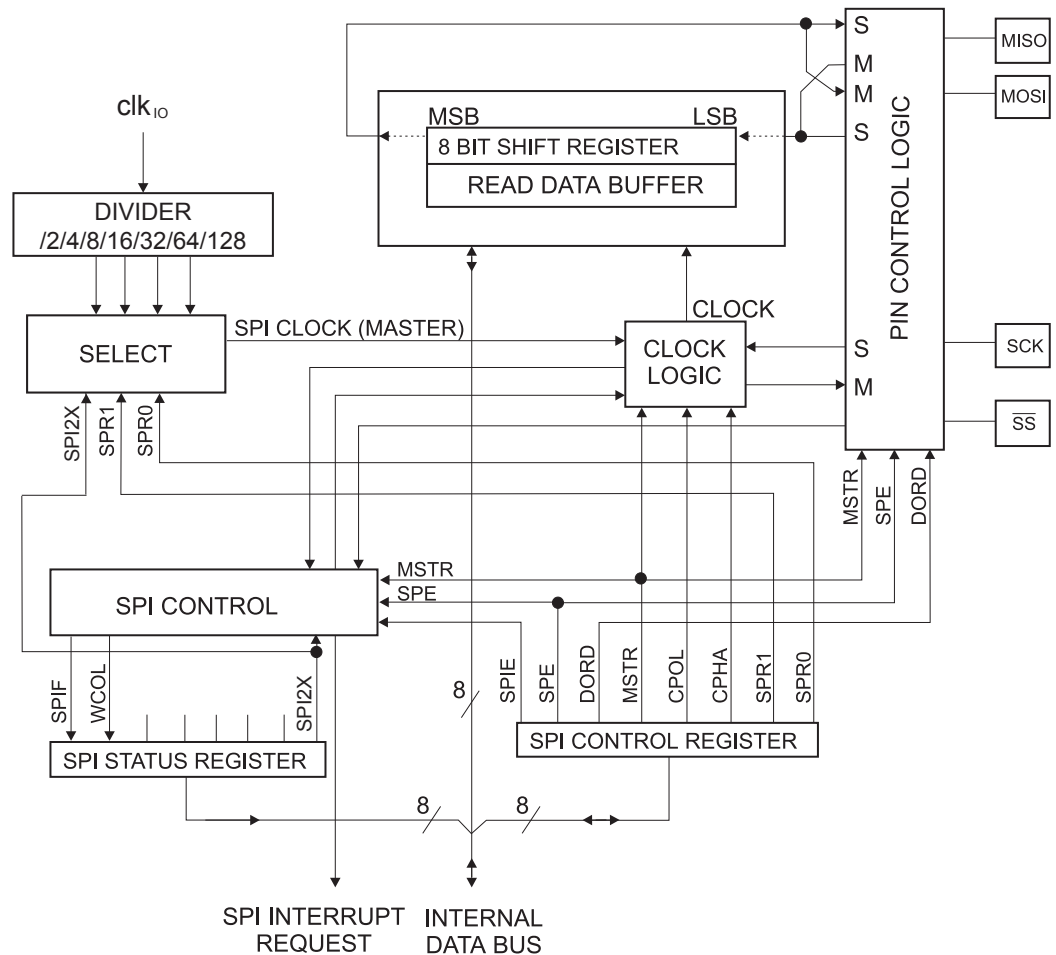 S
MISO
M
clk IO
MSB
LSB
M
MOSI
8 BIT SHIFT REGISTER
S
READ DATA BUFFER
DIVIDER
/2/4/8/16/32/64/128
PIN CONTROL LOGIC
CLOCK
SPI CLOCK (MASTER)
SELECT
CLOCK
LOGIC
S
SCK
M
SS
SPI2X
SPR1
SPR0
MSTR
SPE
DORD
MSTR
SPE
SPI CONTROL
SPIF
WCOL
SPI2X
8
SPIE
SPE
DORD
MSTR
CPOL
CPHA
SPR1
SPR0
SPI STATUS REGISTER
SPI CONTROL REGISTER
8
8
SPI INTERRUPT
REQUEST
INTERNAL
DATA BUS